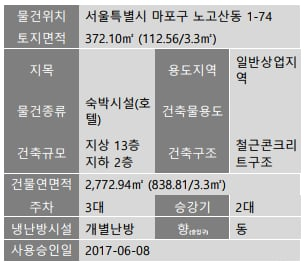 물건위치 서울특별시 마포구 노고산동 1-74
토지면적 372.10㎡ (112.56/3.3㎡)
지목 용도지역 일반상업지역
물건종류 숙박시설(호텔) 건축물용도
건축규모 지상 13층 지하 2층 건축구조 철근콘크리트구조
건물연면적 2,772.94㎡ (838.81/3.3㎡)
주차 3대 승강기 2대
냉난방시설 개별난방 향(출입구) 동
사용승인일 2017-06-08